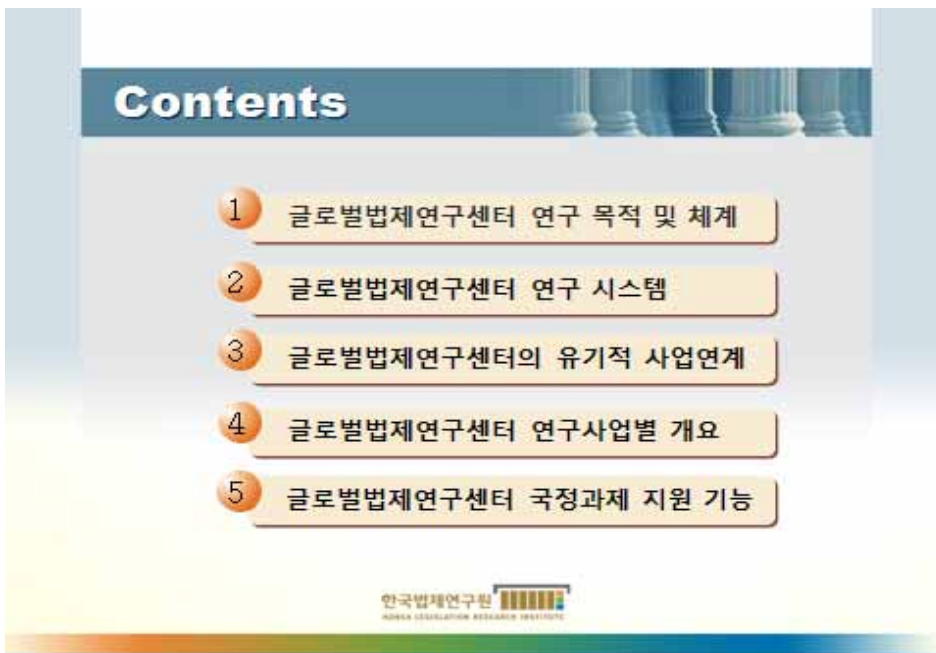 Contents
1 글로벌법제연구센터 연구 목적 및 체계
2 글로벌법제연구센터 연구 시스템
3 글로벌법제연구센터의 유기적 사업연계
4 글로벌법제연구센터 연구사업별 개요
5 글로벌법제연구센터 국정과제 지원 기능
한국법제연구원
KOREA LEGISLATION RESEARCH INSTITUTE